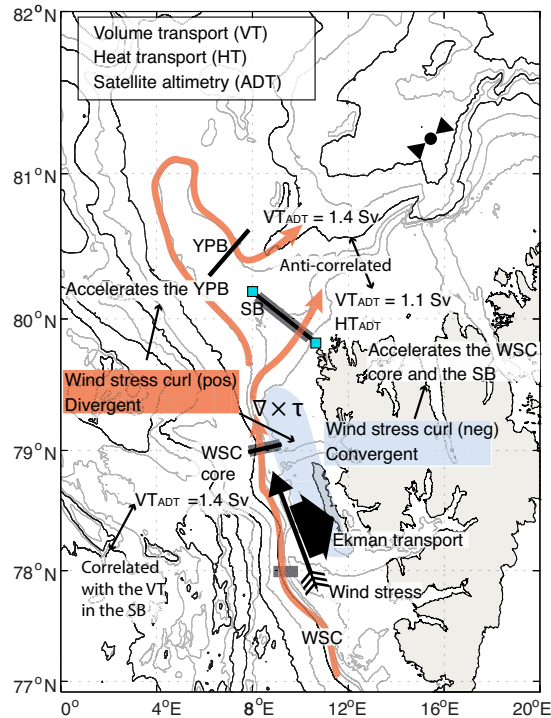 82°N
Volume transport (VT)
Heat transport (HT)
Satellite altimetry (ADT)
81°N
VTADT = 1.4 Sv
YPB
Anti-correlated
Accelerates the YPB
SB
VTADT = 1.1 Sv
HTADT
80°N
Accelerates the WSC
core and the SB
Wind stress curl (pos)
Divergent
∇ × τ
Wind stress curl (neg)
Convergent
79°N
WSC
core
VTADT =1.4 Sv
Ekman transport
Correlated
with the VT
in the SB
78°N
Wind stress
WSC
77°N
0° 4°E 8°E 12°E 16°E 20°E